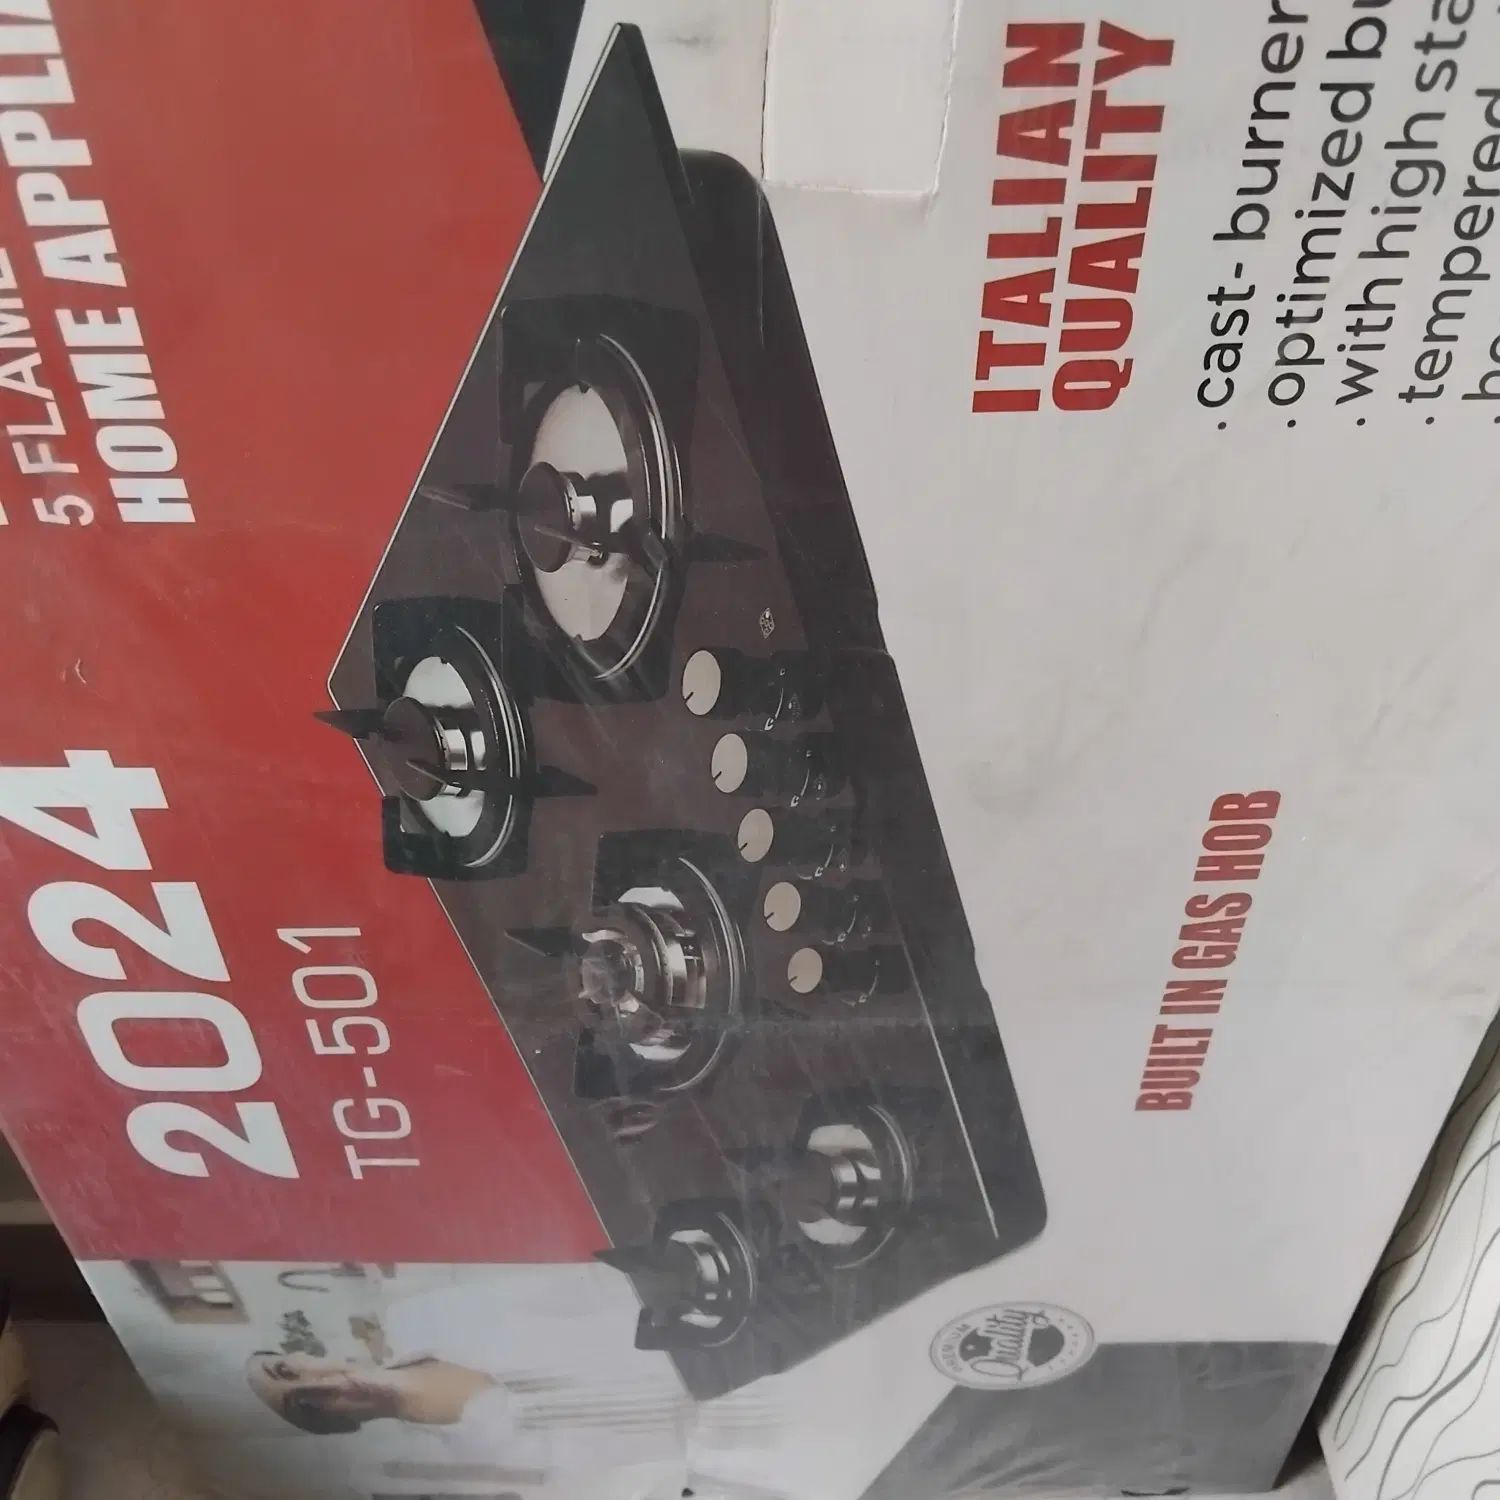 5 FLAME
HOME APPLI
2024
TG-501
ITALIAN
QUALITY
. cast- burner
. optimized bu
. with high sta
. tempered
BUILT IN GAS HOB
PREMIUM
Quality